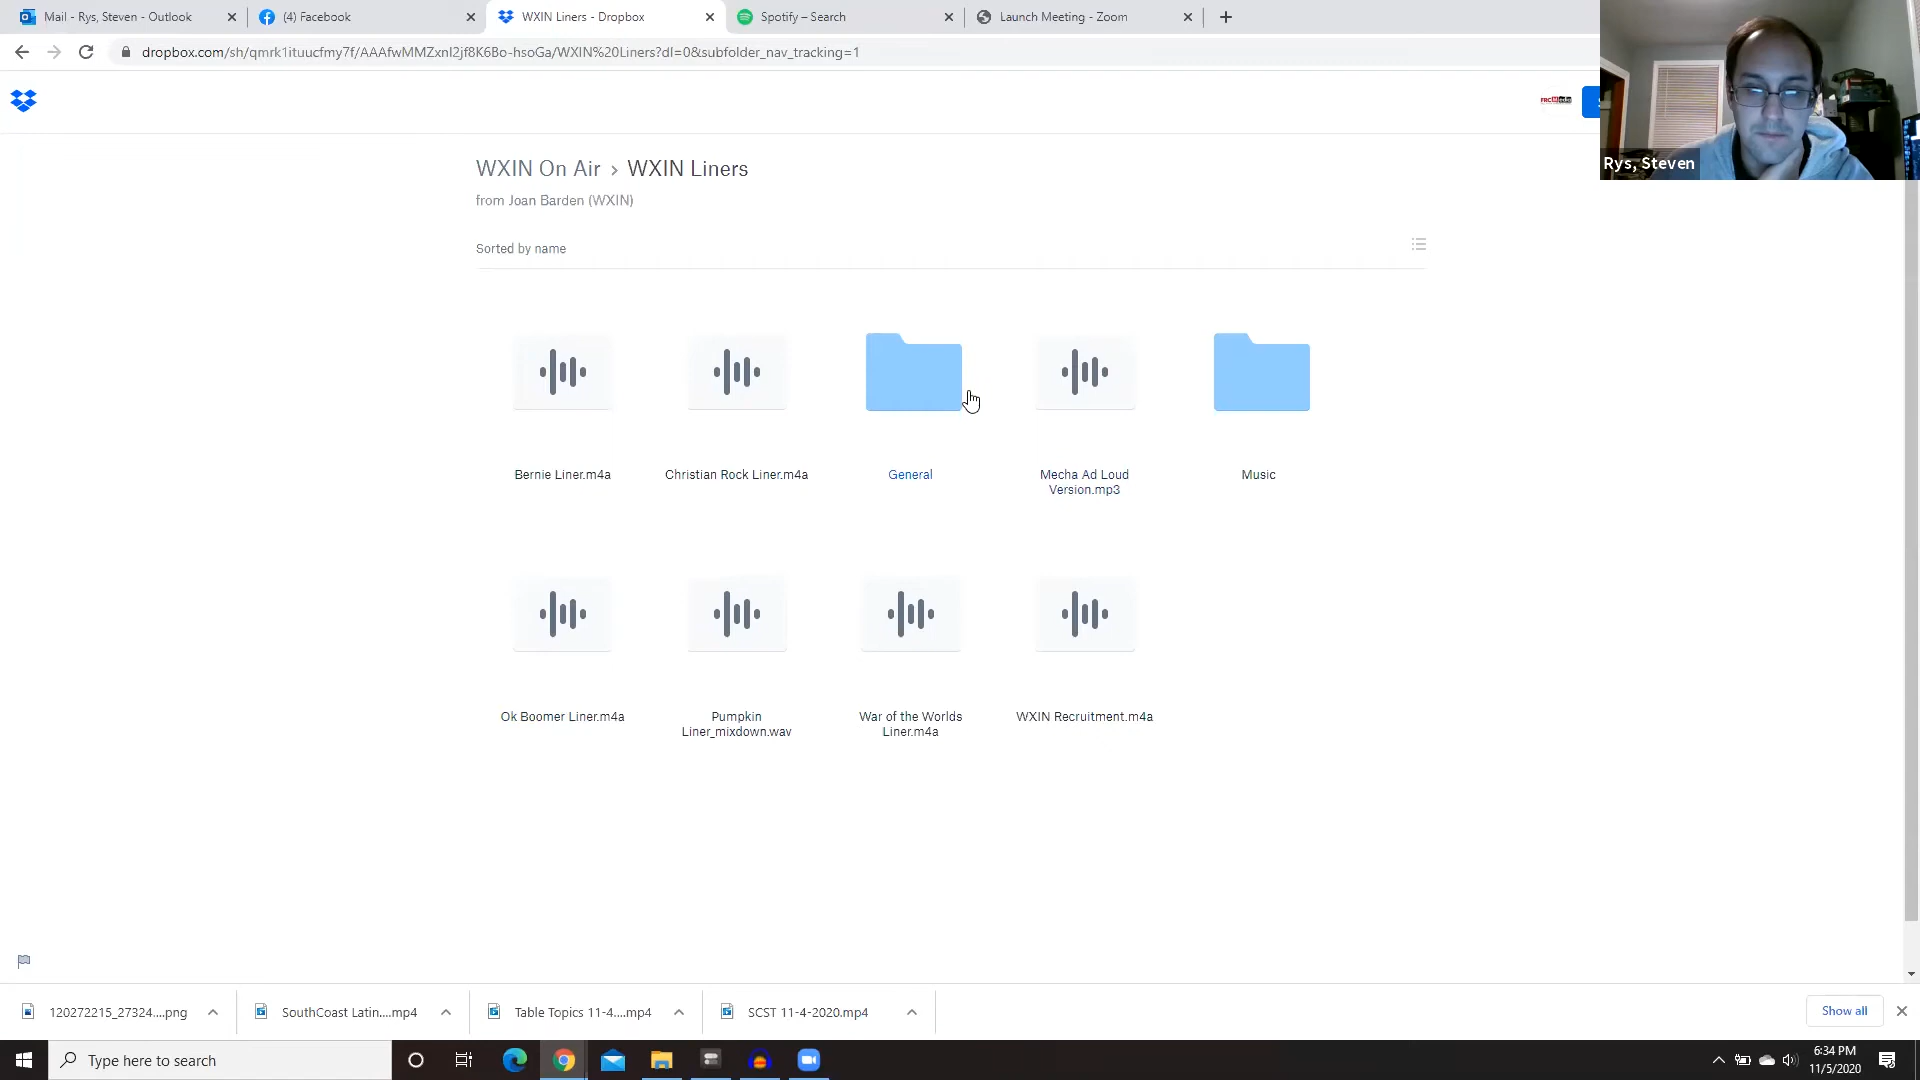 Mail - Rys, Steven - Outlook
(4) Facebook
WXIN Liners - Dropbox
Spotify – Search
Launch Meeting - Zoom
dropbox.com/sh/qmrk1ituucfmy7f/AAAfwMMZxnI2jf8K6Bo-hsoGa/WXIN%20Liners?dl=0&subfolder_nav_tracking=1
Rys, Steven
WXIN On Air › WXIN Liners
from Joan Barden (WXIN)
Sorted by name
Bernie Liner.m4a
Christian Rock Liner.m4a
General
Mecha Ad Loud
Version.mp3
Music
Ok Boomer Liner.m4a
Pumpkin
Liner_mixdown.wav
War of the Worlds
Liner.m4a
WXIN Recruitment.m4a
120272215_27324....png
SouthCoast Latin....mp4
Table Topics 11-4....mp4
SCST 11-4-2020.mp4
Show all
Type here to search
6:34 PM
11/5/2020